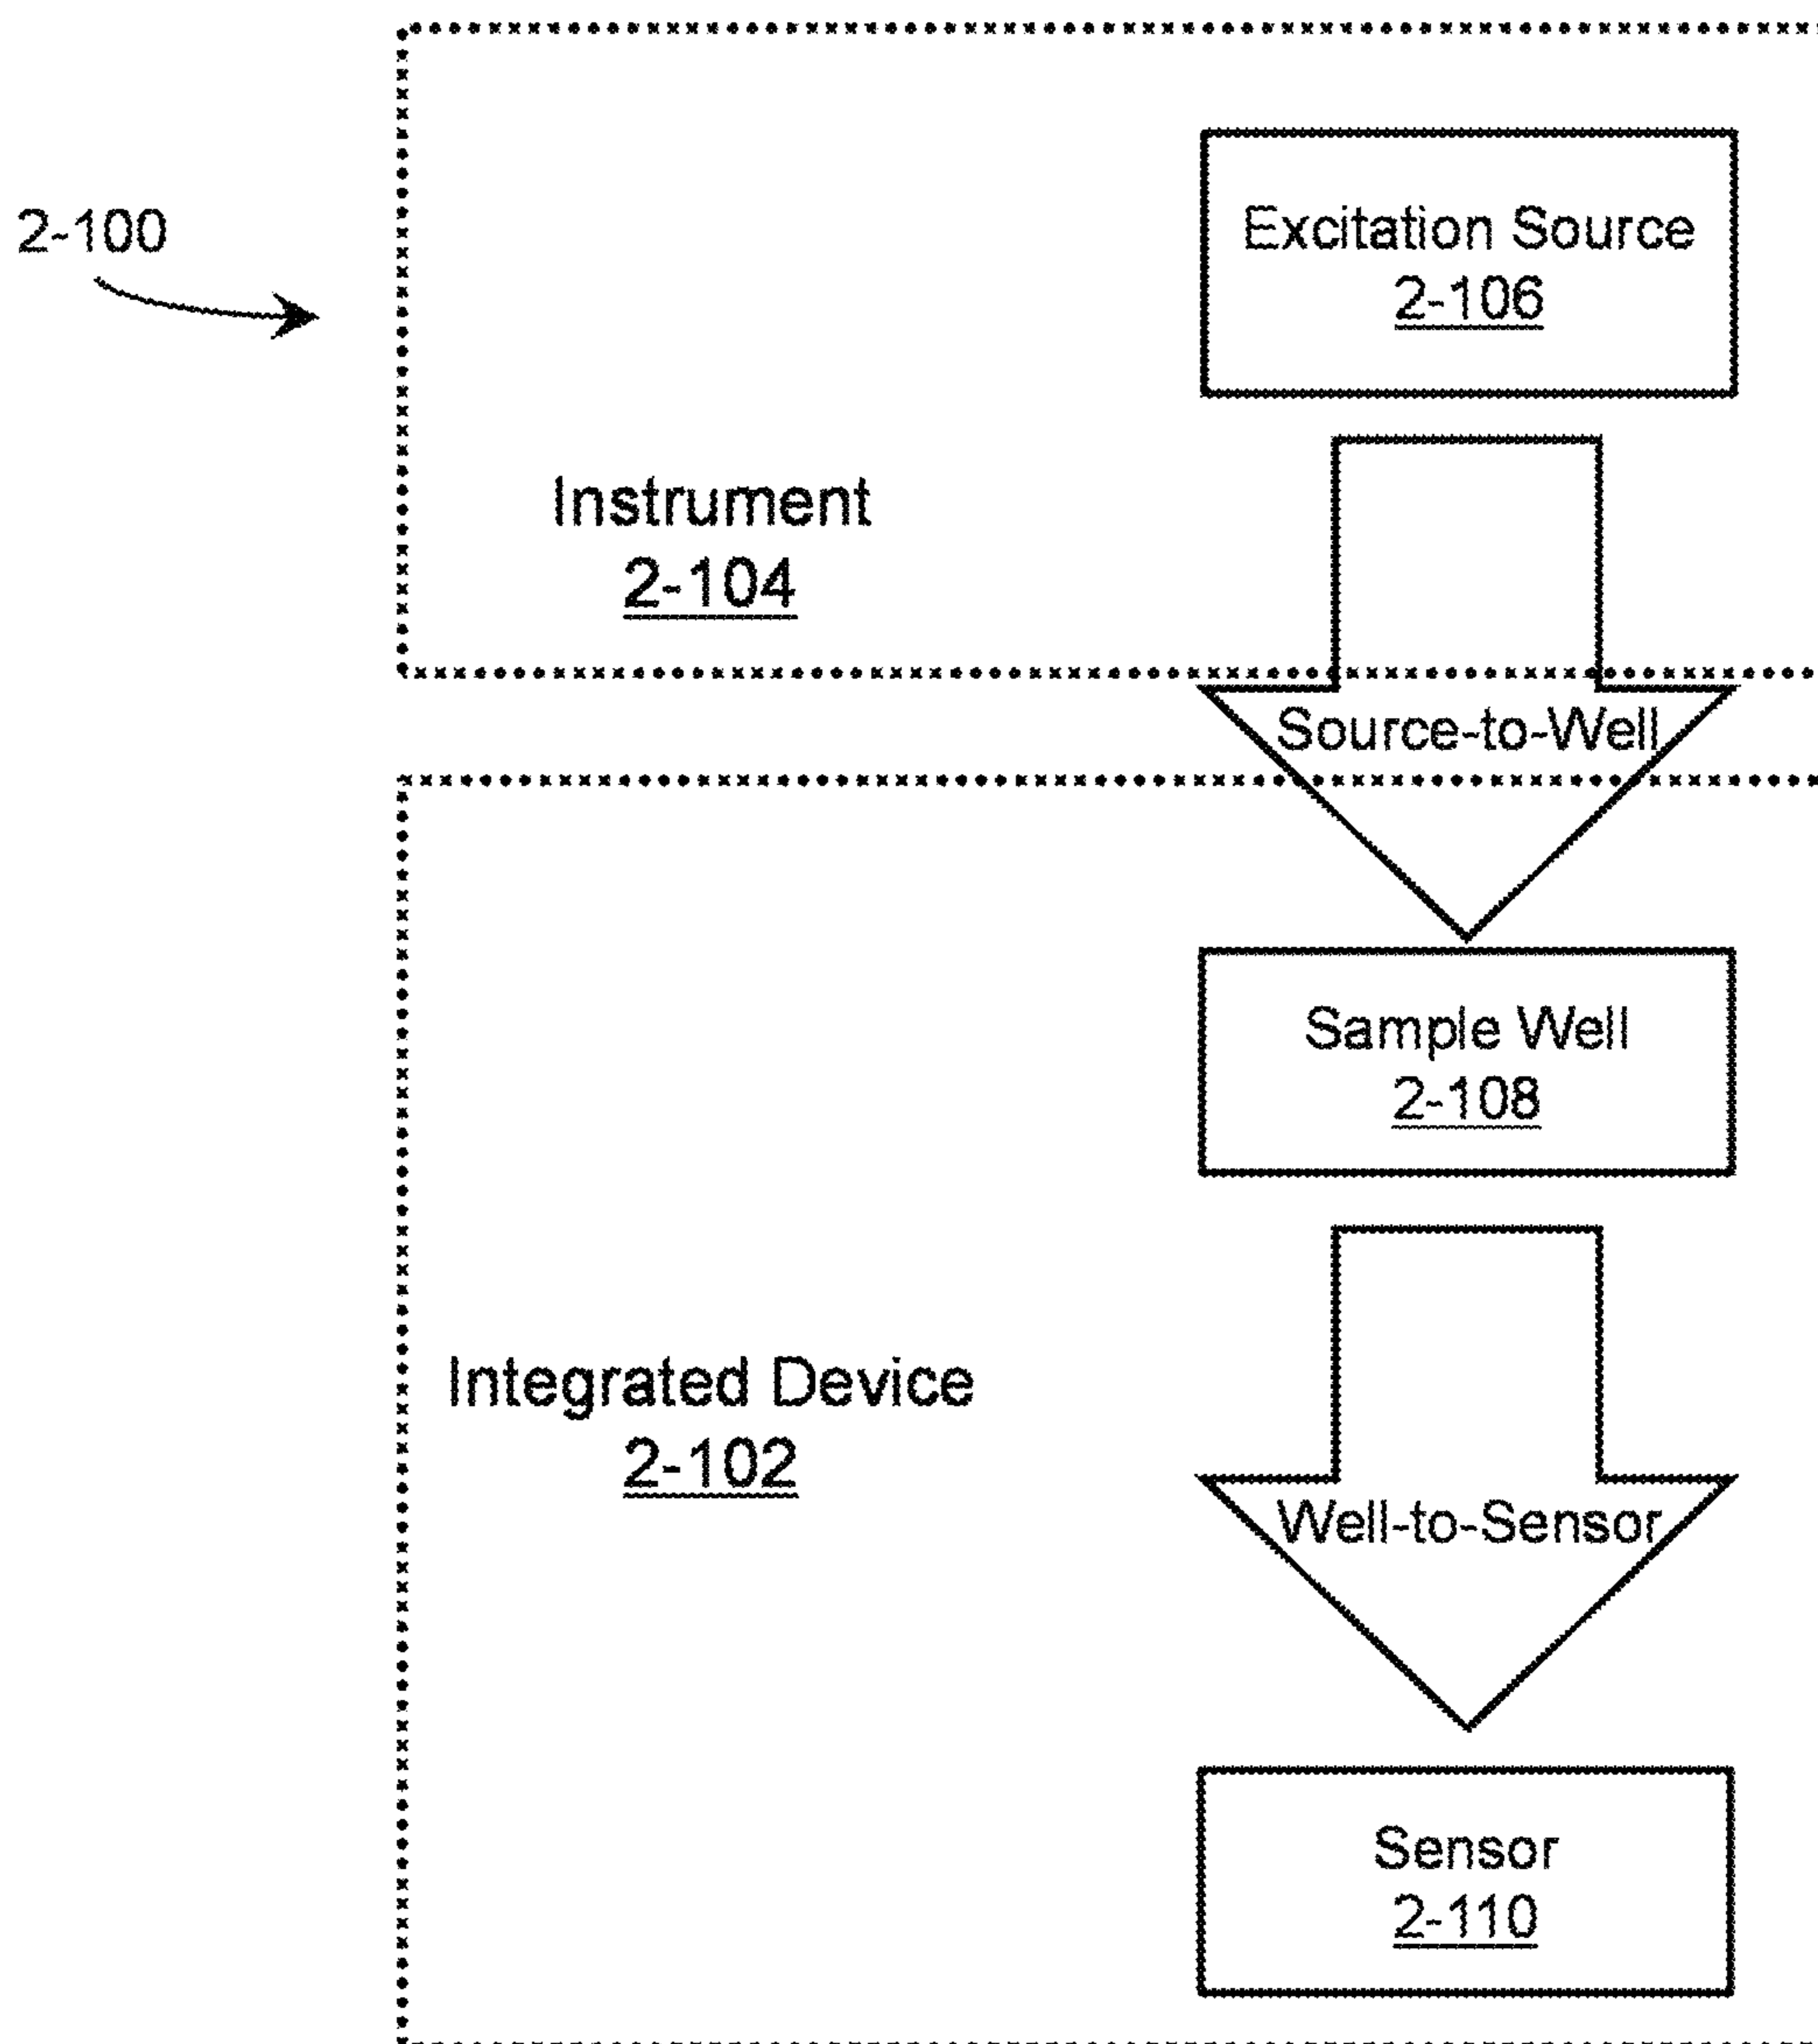 2-100
Excitation Source
2-106
Instrument
2-104
Source-to-Well
Sample Well
2-108
Integrated Device
2-102
Well-to-Sensor
Sensor
2-110